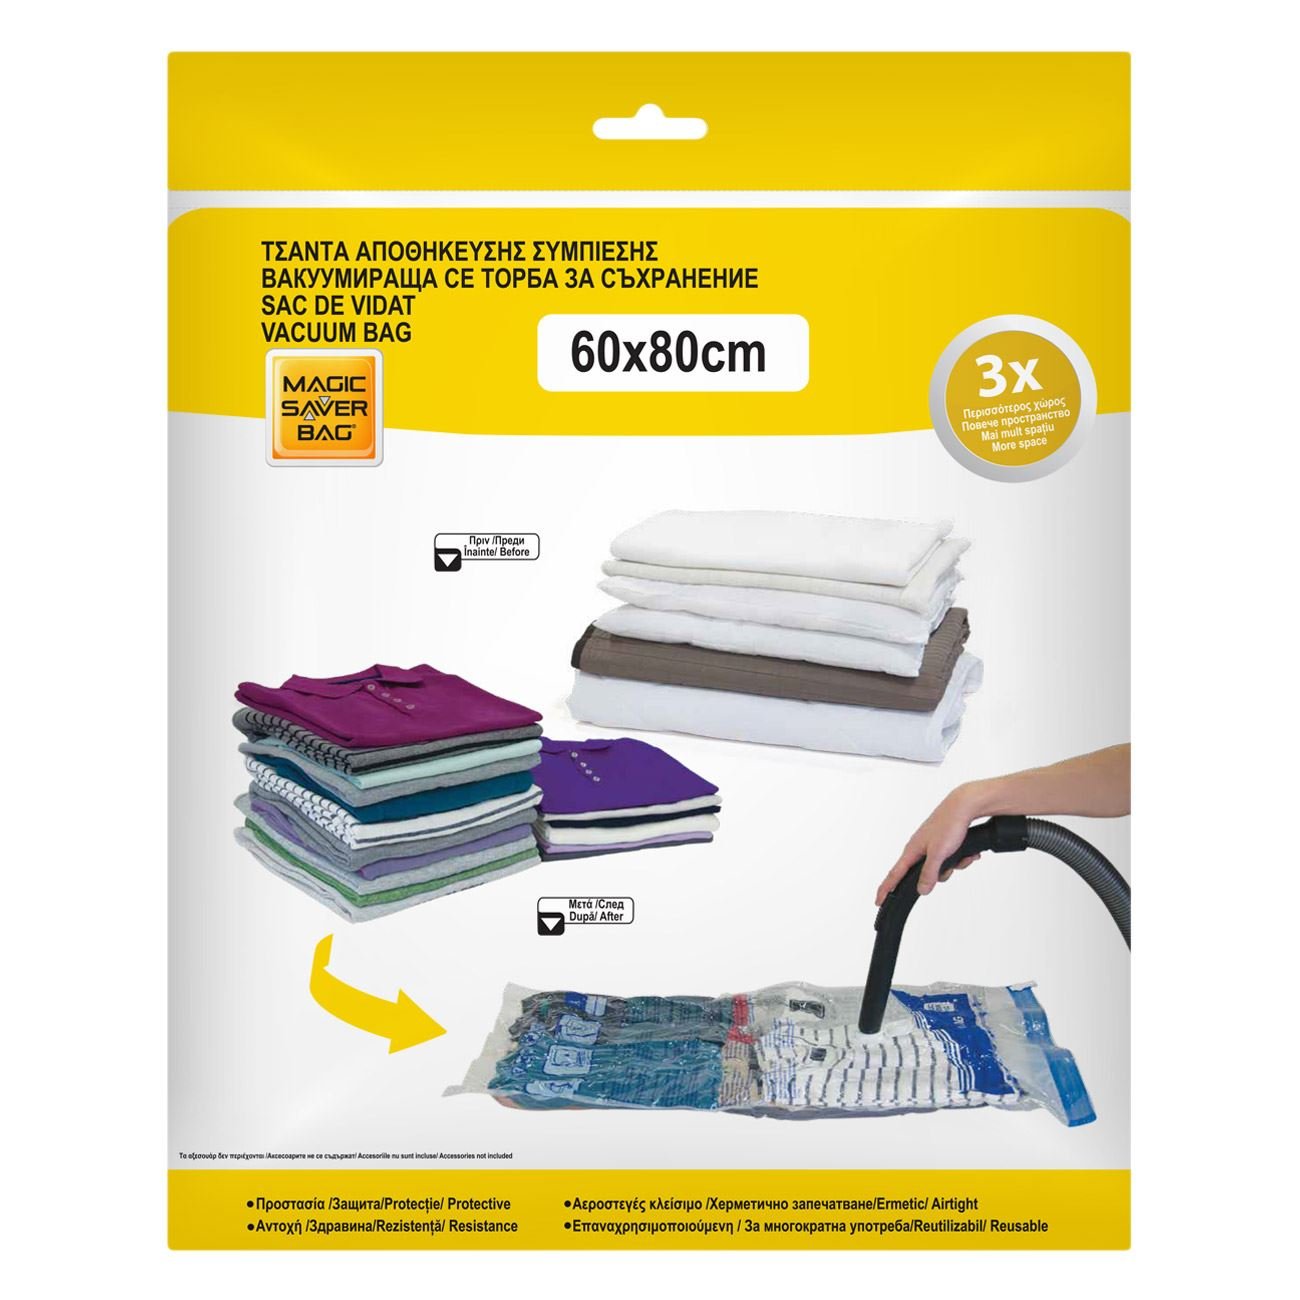 ΤΣΑΝΤΑ ΑΠΟΘΗΚΕΥΣΗΣ ΣΥΜΠΙΕΣΗΣ
ВАКУУМИРАЩА СЕ ТОРБА ЗА СЪХРАНЕНИЕ
SAC DE VIDAT
VACUUM BAG
60x80cm
MAGIC
SAVER
BAG®
3x
Περισσότερος χώρος
Повече пространство
Mai mult spațiu
More space
Πριν /Преди
Înainte/ Before
Μετά /След
După/ After
Τα αξεσουάρ δεν περιέχονται /Аксесоарите не се съдържат/ Accesoriile nu sunt incluse/ Accessories not included
•Προστασία /Защита/Protecție/ Protective
•Αντοχή /Здравина/Rezistență/ Resistance
•Αεροστεγές κλείσιμο /Херметично запечатване/Ermetic/ Airtight
•Επαναχρησιμοποιούμενη / За многократна употреба/Reutilizabil/ Reusable